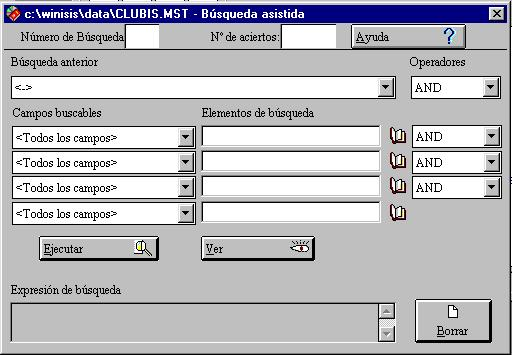 c:\winisis\data\CLUBIS.MST - Búsqueda asistida
Número de Búsqueda Nº de aciertos: Ayuda ?
Búsqueda anterior Operadores
<-> AND
Campos buscables Elementos de búsqueda
<Todos los campos> AND
<Todos los campos> AND
<Todos los campos> AND
<Todos los campos>
Ejecutar Ver
Expresión de búsqueda
Borrar